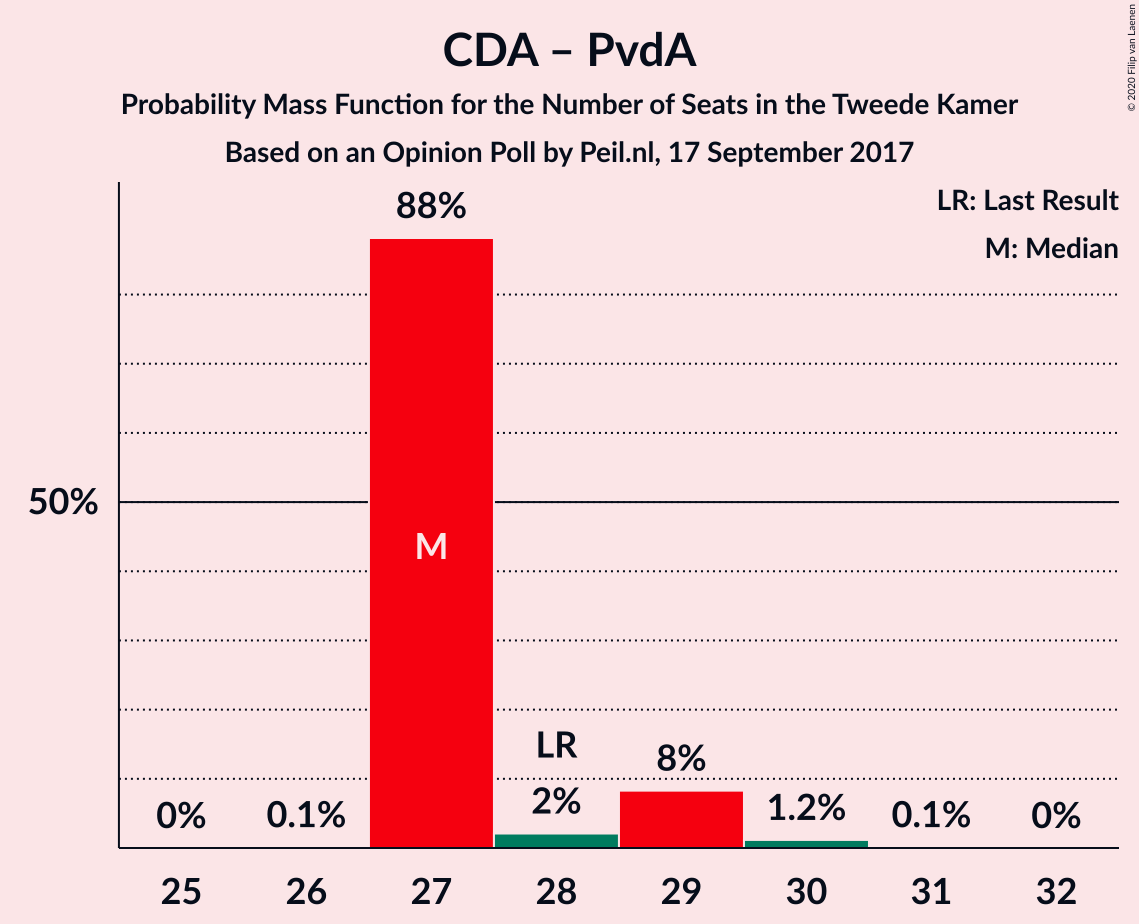 CDA – PvdA
Probability Mass Function for the Number of Seats in the Tweede Kamer
Based on an Opinion Poll by Peil.nl, 17 September 2017
© 2020 Filip van Laenen
LR: Last Result
M: Median
88%
50%
M
LR
8%
2%
1.2%
0%
0.1%
0.1%
0%
25 26 27 28 29 30 31 32